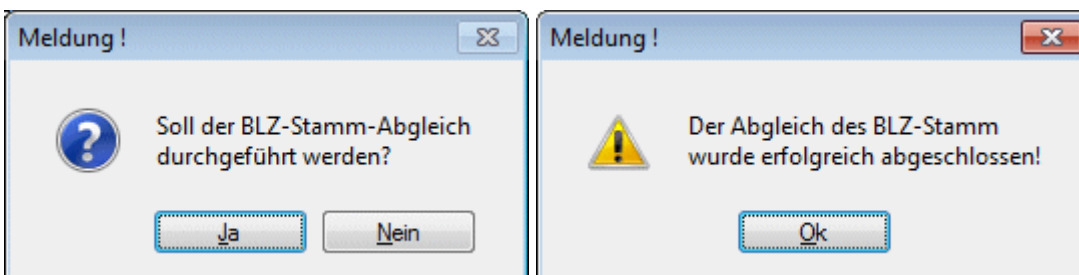 Meldung !
Soll der BLZ-Stamm-Abgleich
durchgeführt werden?
Ja
Nein
Meldung !
Der Abgleich des BLZ-Stamm
wurde erfolgreich abgeschlossen!
Ok